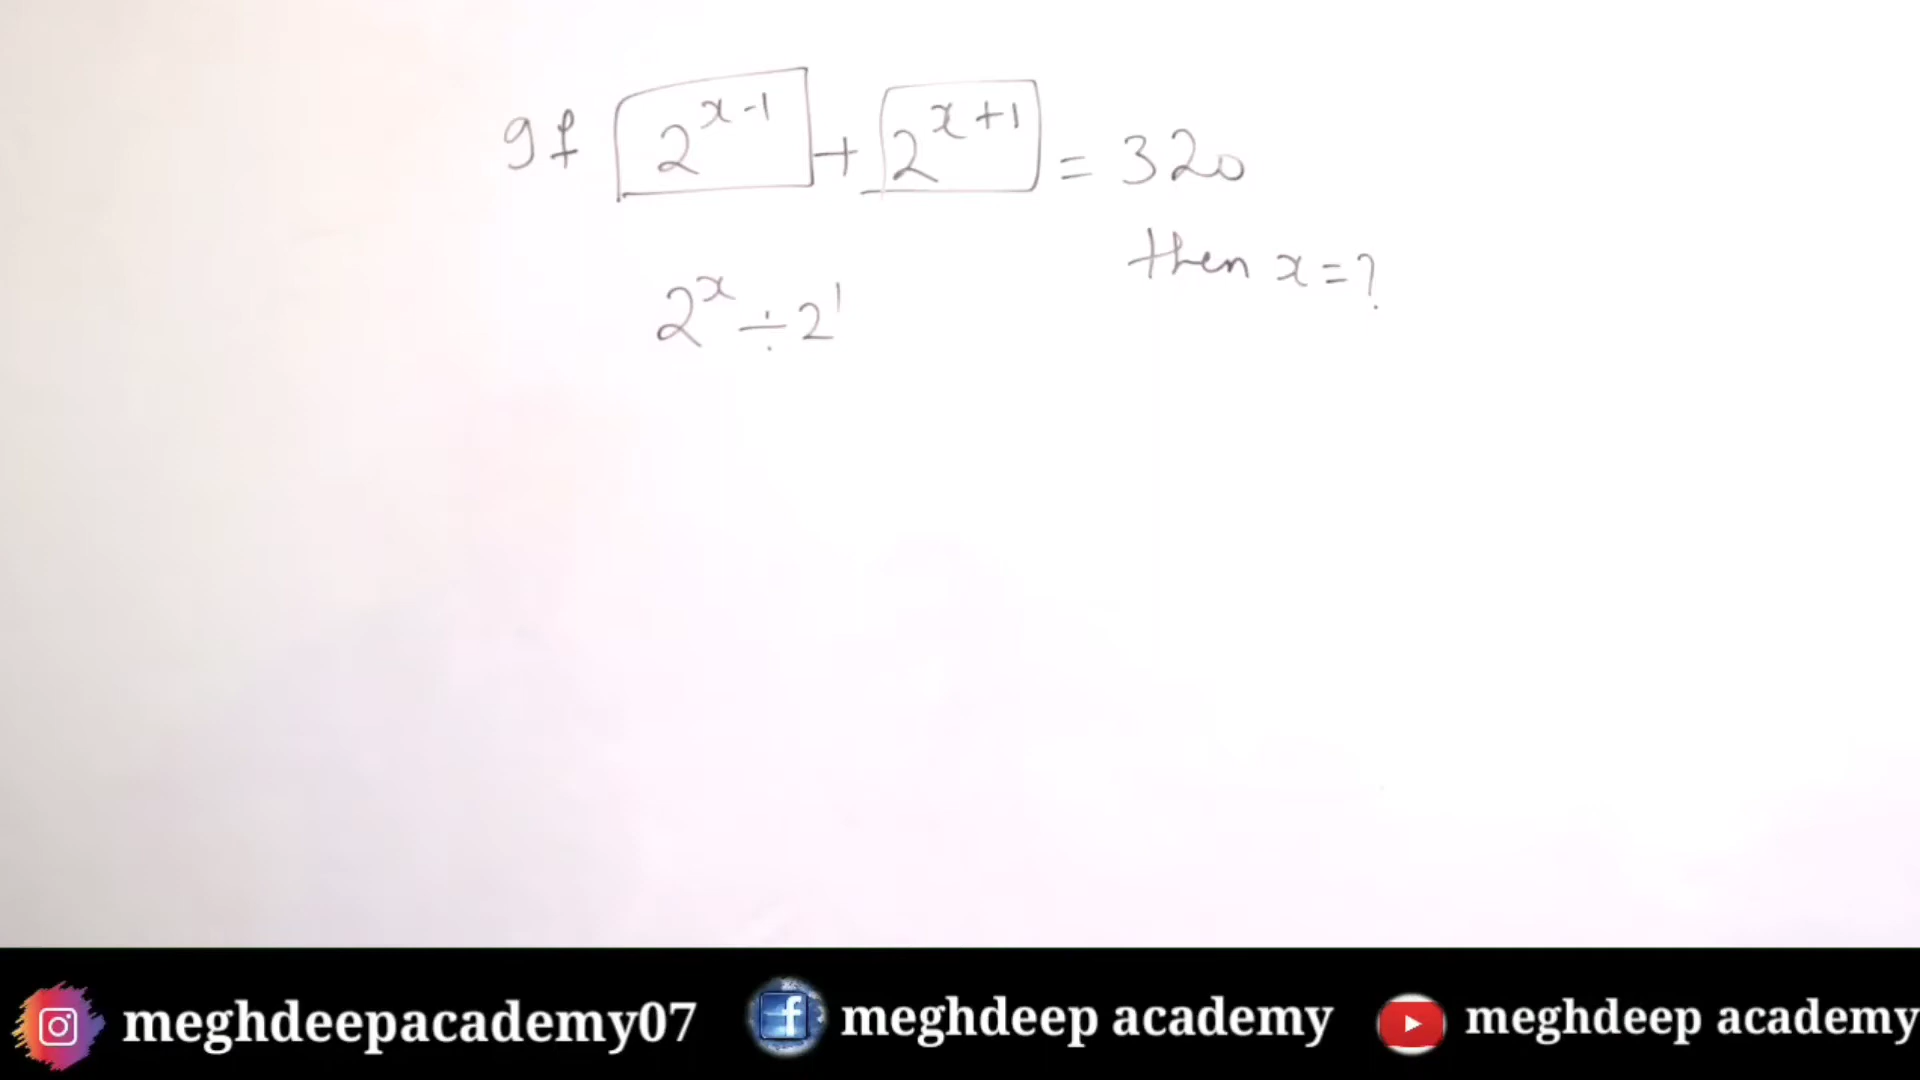 If 2^{x-1} + 2^{x+1} = 320
then x = ?
2^x ÷ 2^1
meghdeepacademy07
meghdeep academy
meghdeep academy